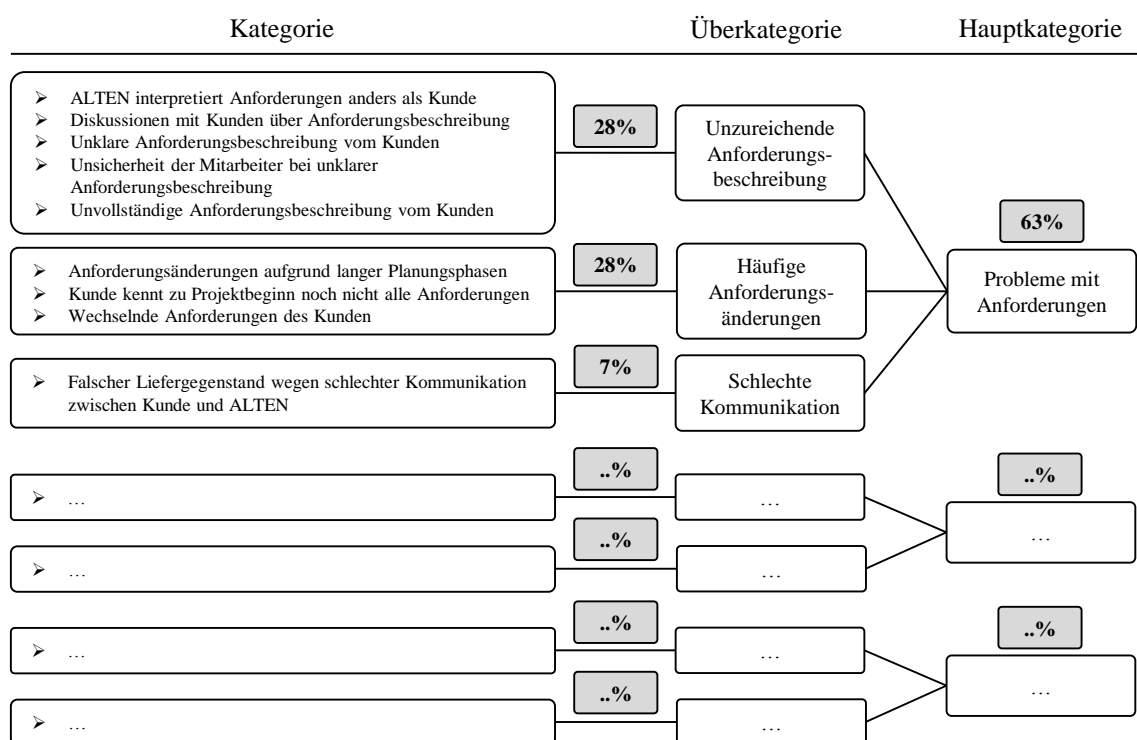 Kategorie
Überkategorie
Hauptkategorie
➢ ALTEN interpretiert Anforderungen anders als Kunde
➢ Diskussionen mit Kunden über Anforderungsbeschreibung
➢ Unklare Anforderungsbeschreibung vom Kunden
➢ Unsicherheit der Mitarbeiter bei unklarer
Anforderungsbeschreibung
➢ Unvollständige Anforderungsbeschreibung vom Kunden
28%
Unzureichende
Anforderungs-
beschreibung
➢ Anforderungsänderungen aufgrund langer Planungsphasen
➢ Kunde kennt zu Projektbeginn noch nicht alle Anforderungen
➢ Wechselnde Anforderungen des Kunden
28%
Häufige
Anforderungs-
änderungen
➢ Falscher Liefergegenstand wegen schlechter Kommunikation
zwischen Kunde und ALTEN
7%
Schlechte
Kommunikation
63%
Probleme mit
Anforderungen
➢ …
..%
…
➢ …
..%
…
..%
…
➢ …
..%
…
➢ …
..%
…
..%
…